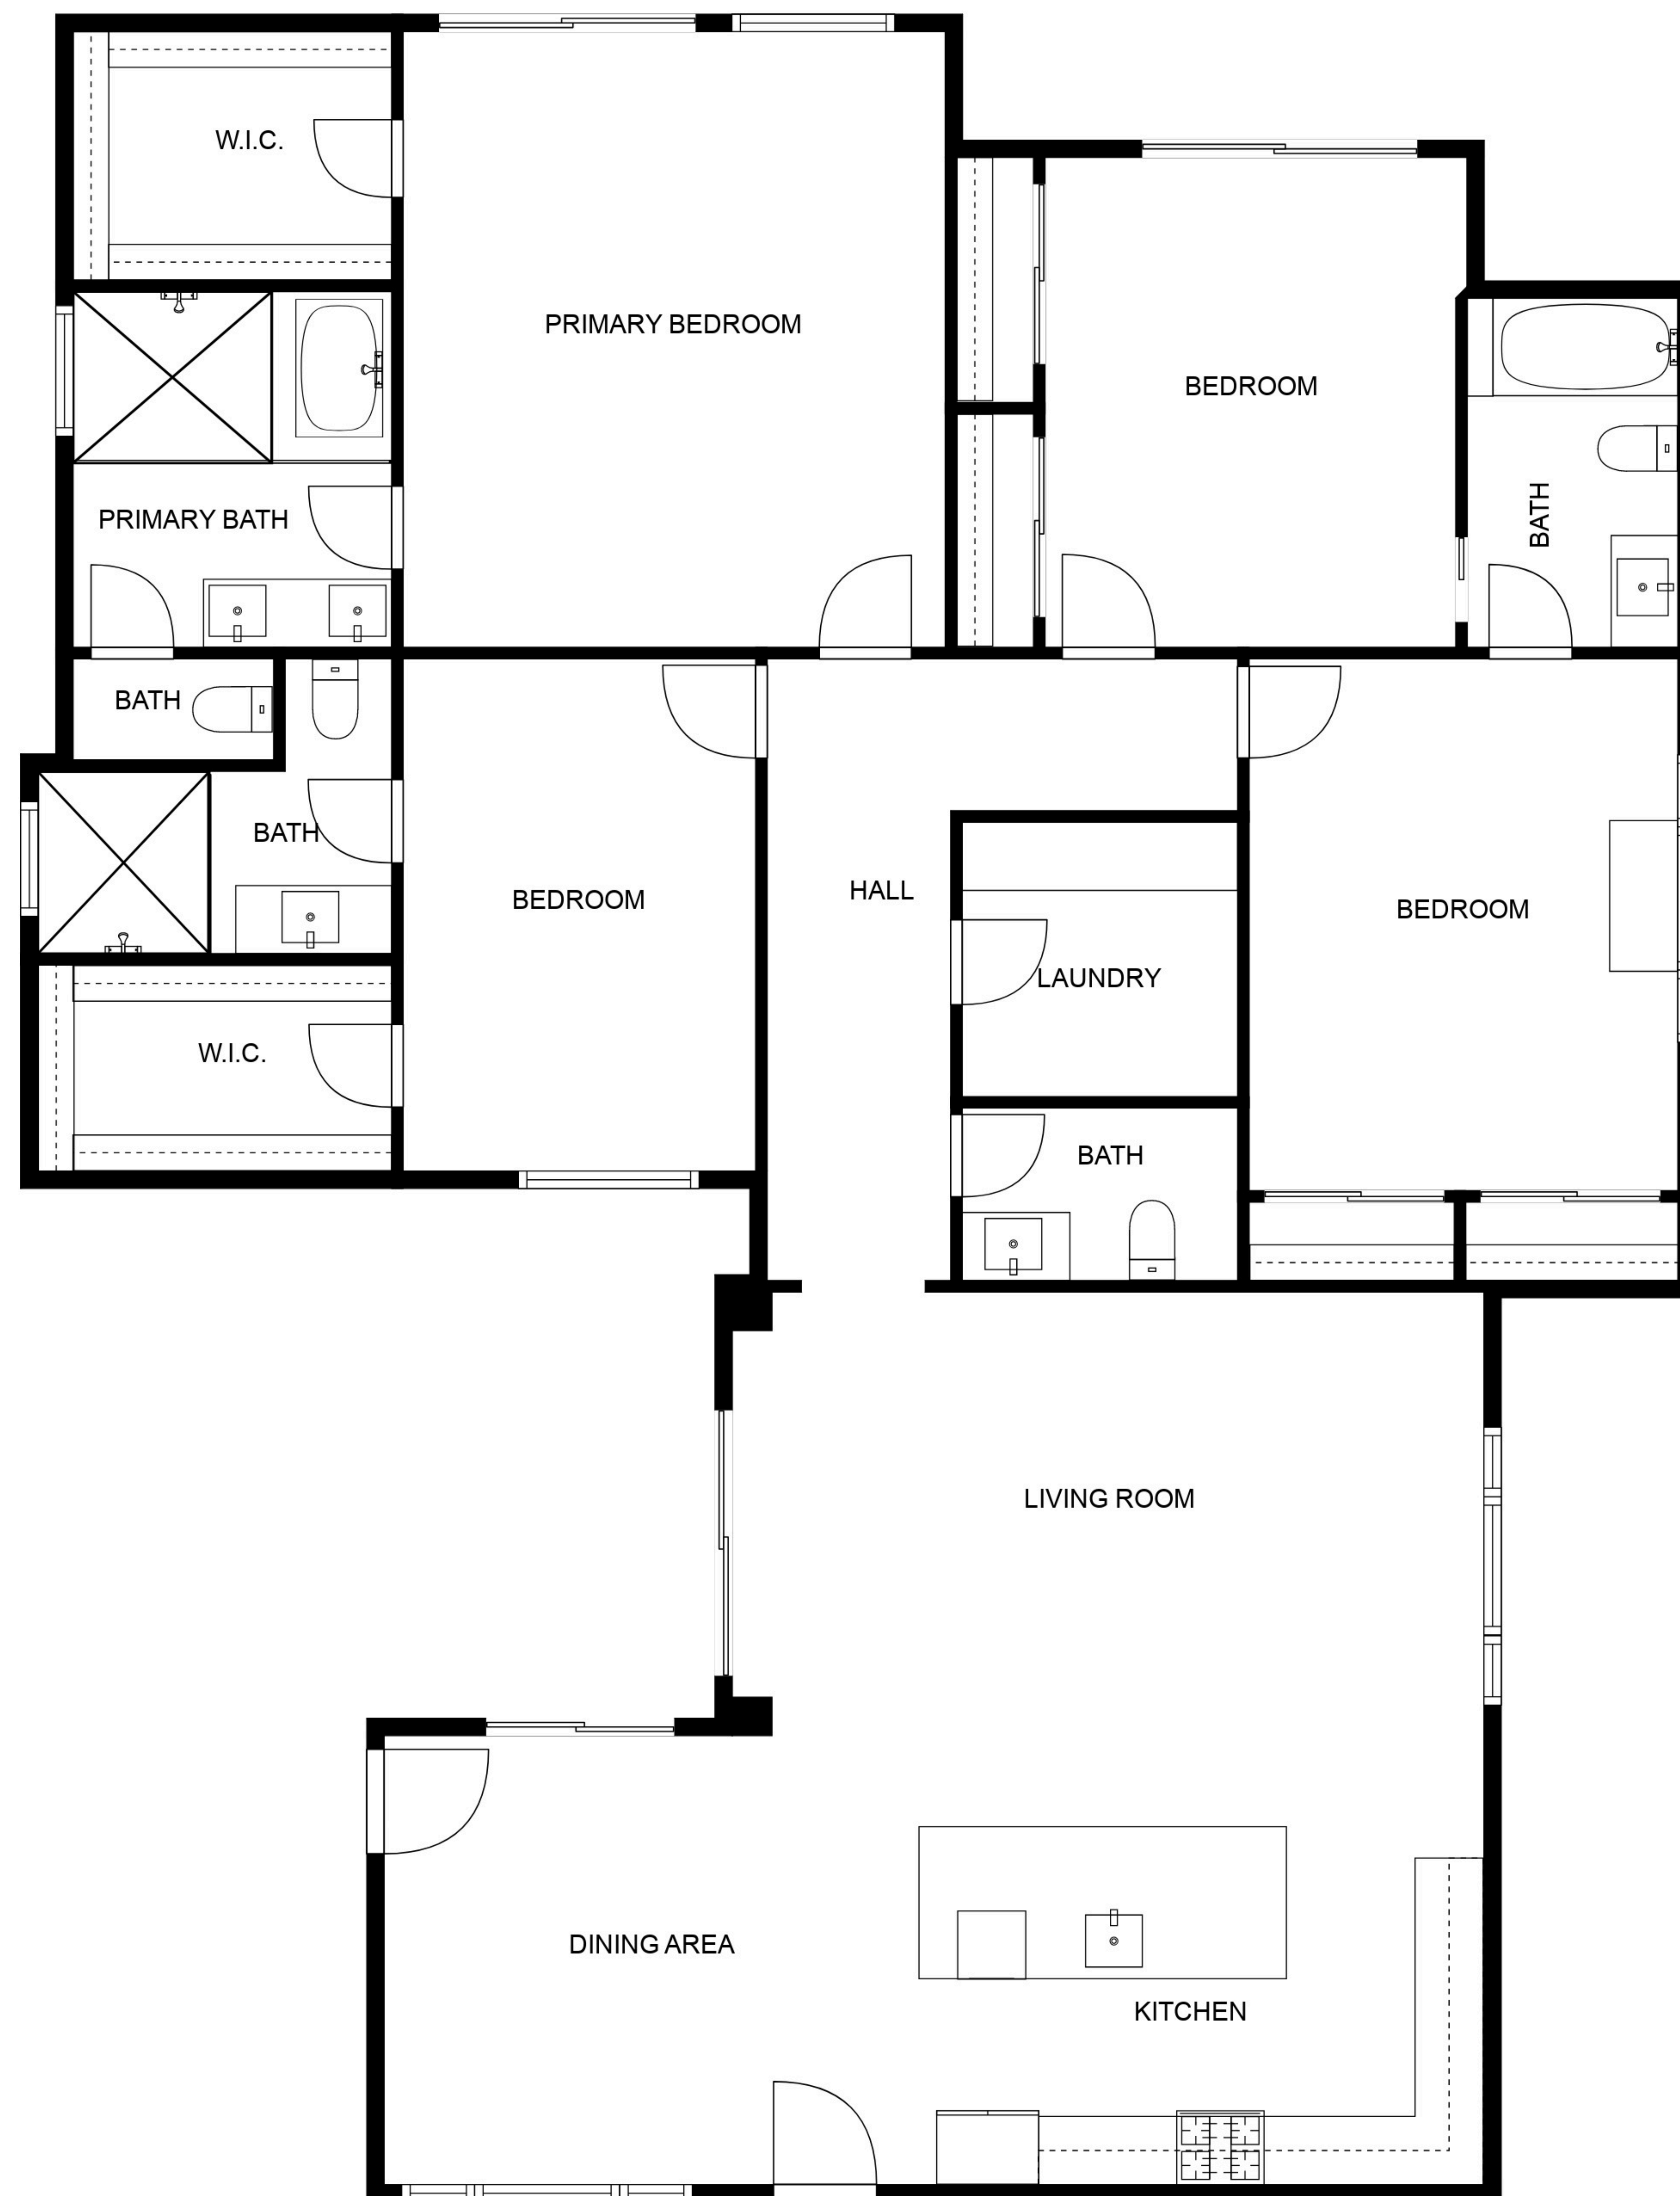 W.I.C.
PRIMARY BEDROOM
BEDROOM
PRIMARY BATH
BATH
BATH
BATH
BEDROOM
HALL
BEDROOM
LAUNDRY
W.I.C.
BATH
LIVING ROOM
DINING AREA
KITCHEN